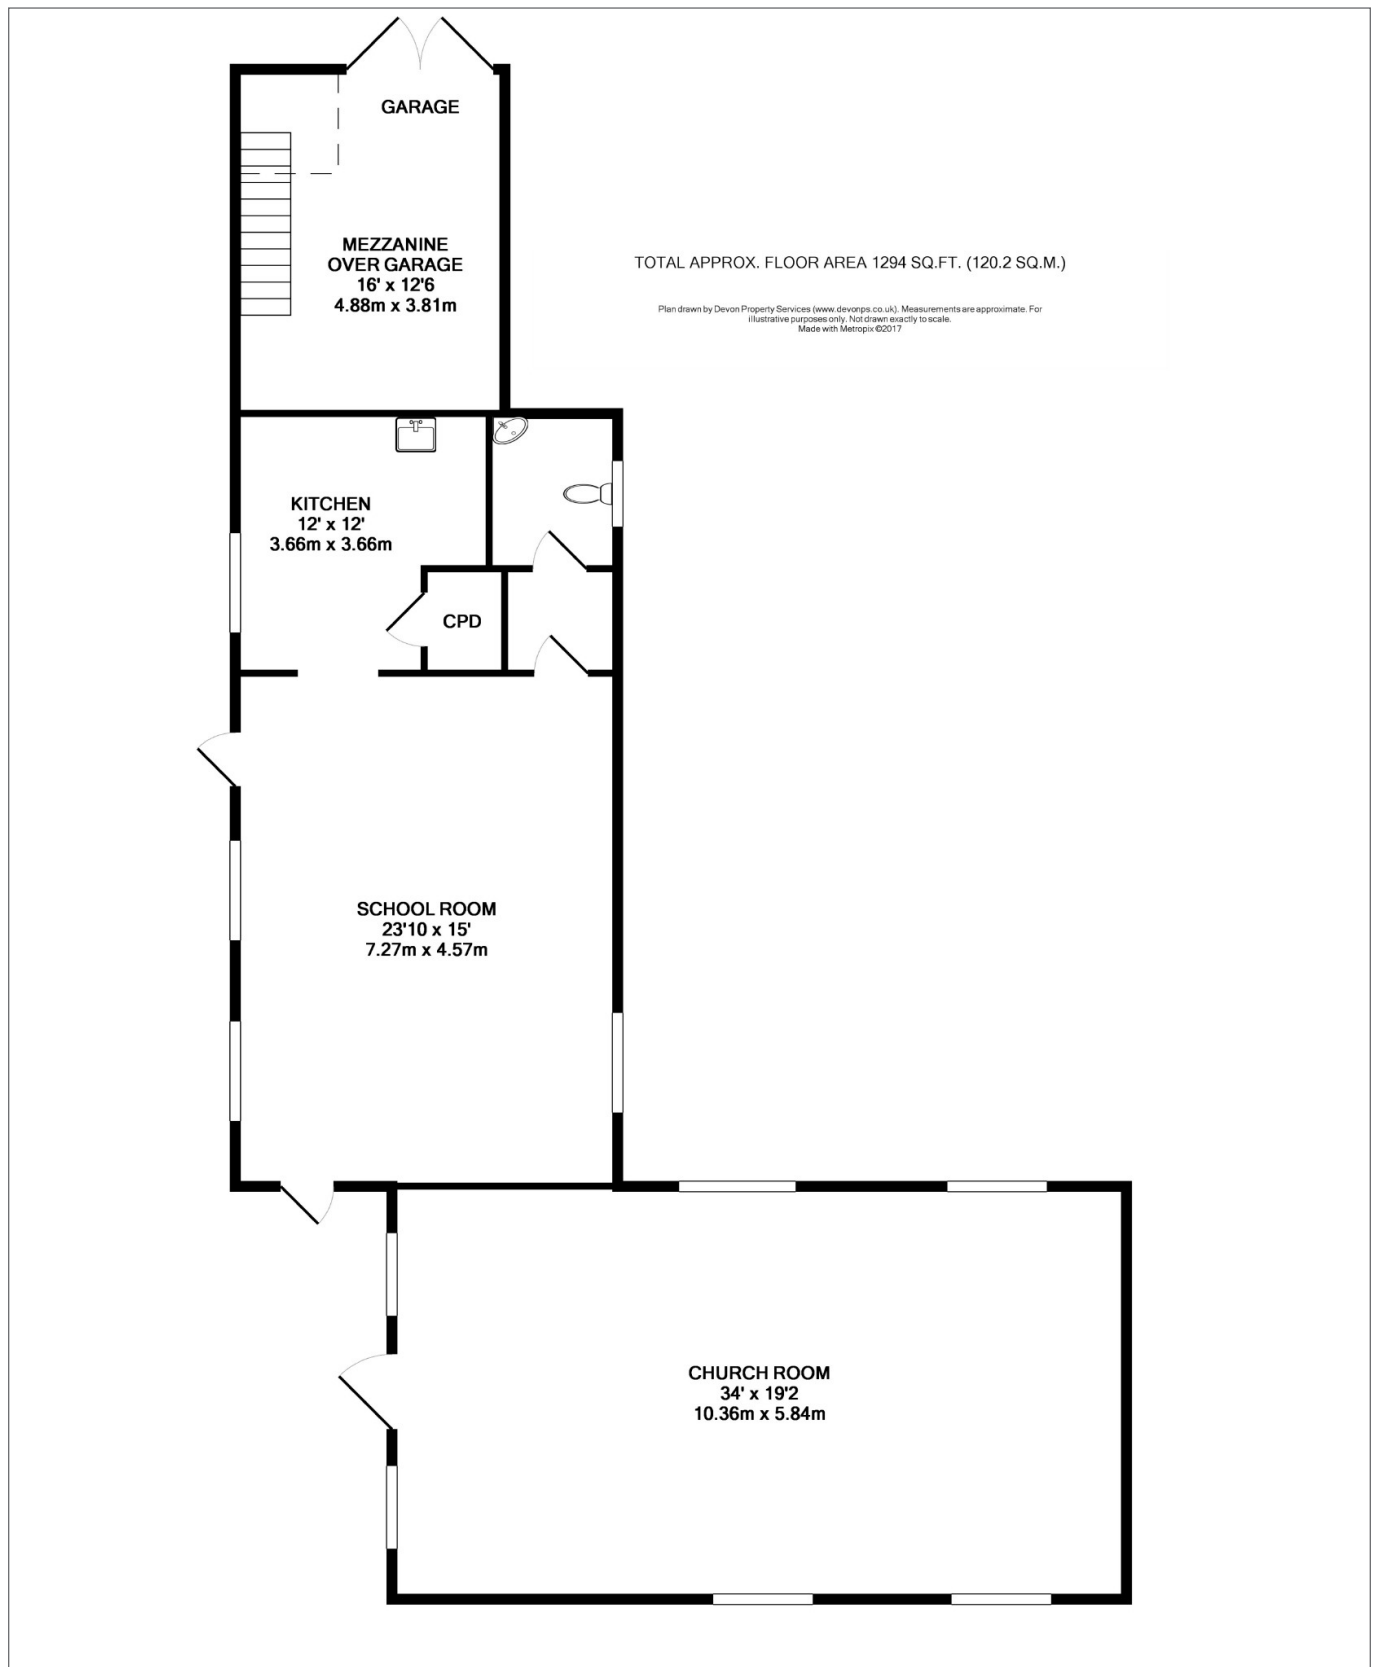 GARAGE
MEZZANINE
OVER GARAGE
16' x 12'6
4.88m x 3.81m
TOTAL APPROX. FLOOR AREA 1294 SQ.FT. (120.2 SQ.M.)
Plan drawn by Devon Property Services (www.devonps.co.uk). Measurements are approximate. For
illustrative purposes only. Not drawn exactly to scale.
Made with Metropix ©2017
KITCHEN
12' x 12'
3.66m x 3.66m
CPD
SCHOOL ROOM
23'10 x 15'
7.27m x 4.57m
CHURCH ROOM
34' x 19'2
10.36m x 5.84m